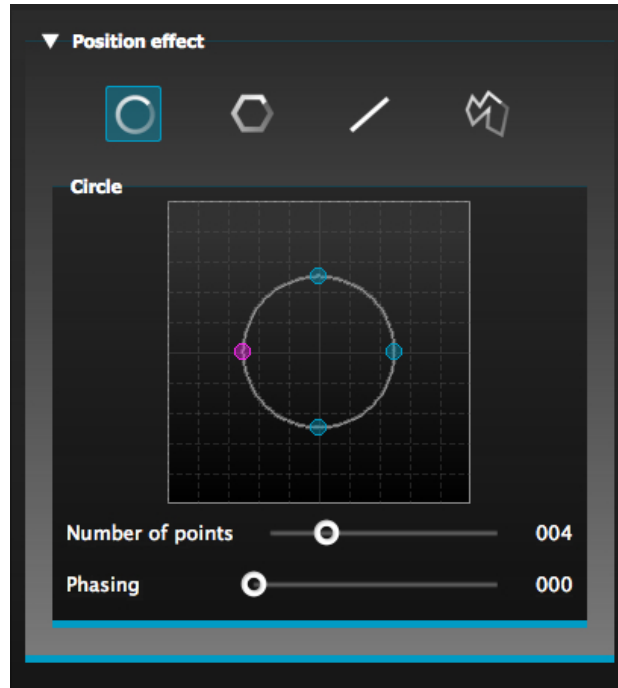 Position effect
Circle
Number of points 004
Phasing 000